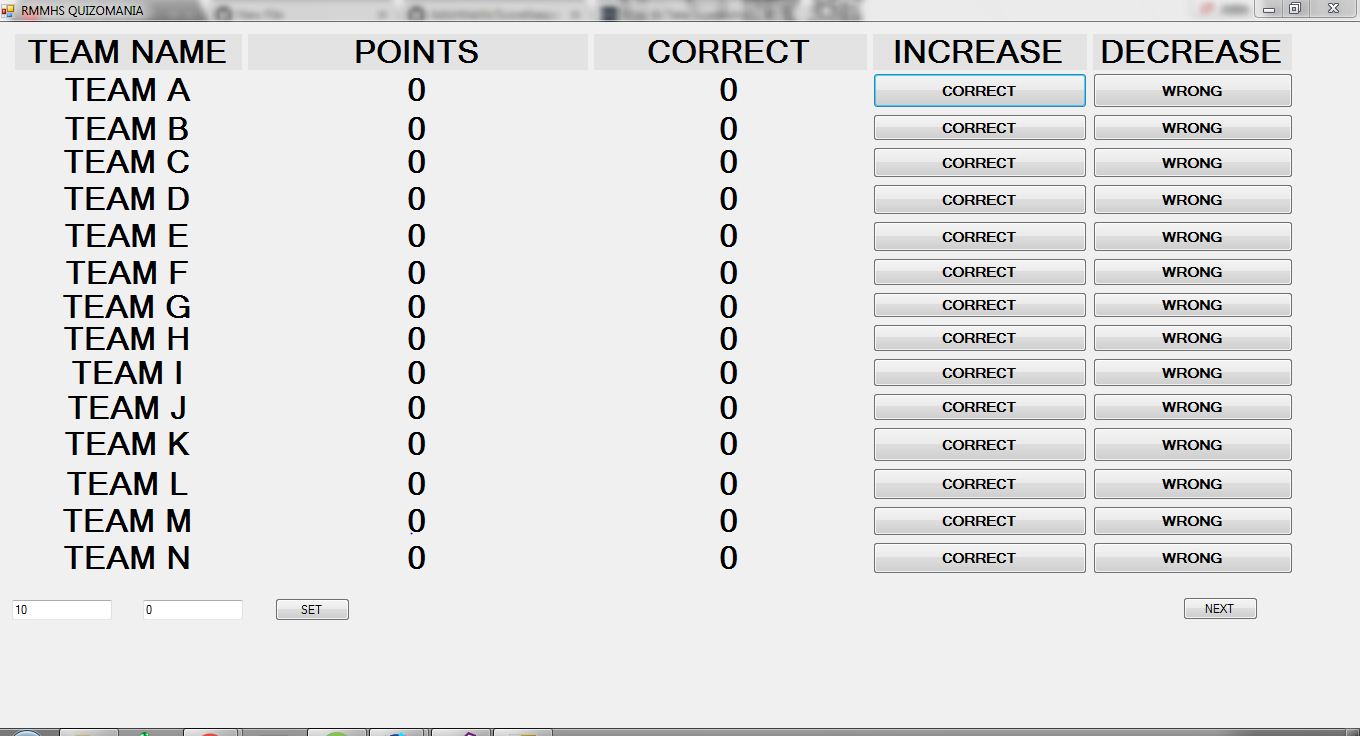 RMMHS QUIZOMANIA
TEAM NAME POINTS CORRECT INCREASE DECREASE
TEAM A 0 0 CORRECT WRONG
TEAM B 0 0 CORRECT WRONG
TEAM C 0 0 CORRECT WRONG
TEAM D 0 0 CORRECT WRONG
TEAM E 0 0 CORRECT WRONG
TEAM F 0 0 CORRECT WRONG
TEAM G 0 0 CORRECT WRONG
TEAM H 0 0 CORRECT WRONG
TEAM I 0 0 CORRECT WRONG
TEAM J 0 0 CORRECT WRONG
TEAM K 0 0 CORRECT WRONG
TEAM L 0 0 CORRECT WRONG
TEAM M 0 0 CORRECT WRONG
TEAM N 0 0 CORRECT WRONG
10 0 SET NEXT